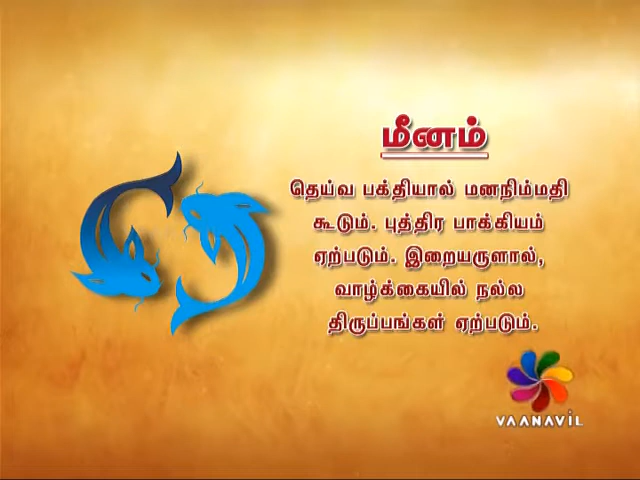 மீனம்
தெய்வ பக்தியால் மனநிம்மதி
கூடும். புத்திர பாக்கியம்
ஏற்படும். இறையருளால்,
வாழ்க்கையில் நல்ல
திருப்பங்கள் ஏற்படும்.
VAANAVIL